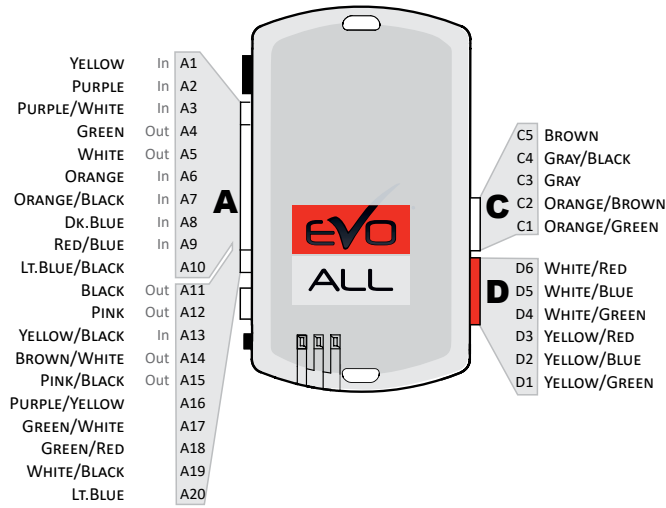 YELLOW In A1
PURPLE In A2
PURPLE/WHITE In A3
GREEN Out A4
WHITE Out A5
ORANGE In A6
ORANGE/BLACK In A7
DK.BLUE In A8
RED/BLUE In A9
LT.BLUE/BLACK A10
BLACK Out A11
PINK Out A12
YELLOW/BLACK In A13
BROWN/WHITE Out A14
PINK/BLACK Out A15
PURPLE/YELLOW A16
GREEN/WHITE A17
GREEN/RED A18
WHITE/BLACK A19
LT.BLUE A20
A
EVO
ALL
C
C5 BROWN
C4 GRAY/BLACK
C3 GRAY
C2 ORANGE/BROWN
C1 ORANGE/GREEN
D
D6 WHITE/RED
D5 WHITE/BLUE
D4 WHITE/GREEN
D3 YELLOW/RED
D2 YELLOW/BLUE
D1 YELLOW/GREEN